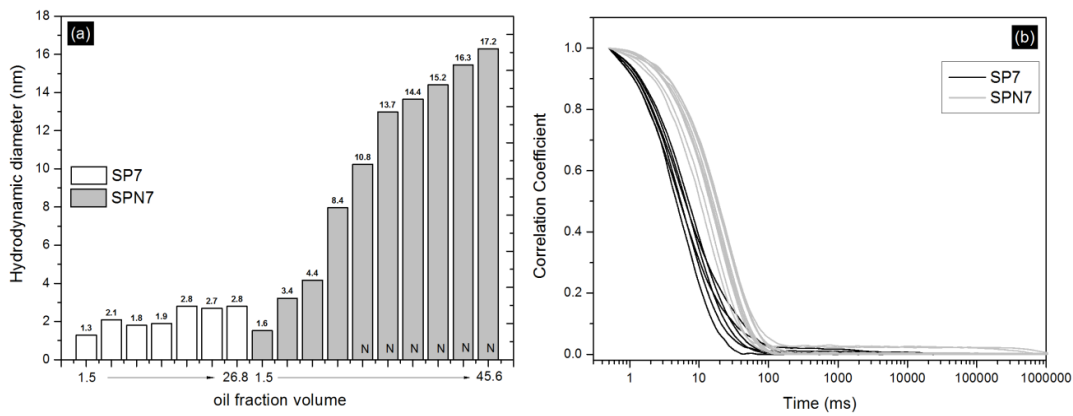 (a)
Hydrodynamic diameter (nm)
18
16
14
12
10
8
6
4
2
0
SP7
SPN7
1.3
2.1
1.8
1.9
2.8
2.7
2.8
1.6
3.4
4.4
8.4
10.8
13.7
14.4
15.2
16.3
17.2
N N N N N N
1.5 26.8 1.5 45.6
oil fraction volume
(b)
Correlation Coefficient
1.0
0.8
0.6
0.4
0.2
0.0
SP7
SPN7
1 10 100 1000 10000 100000 1000000
Time (ms)